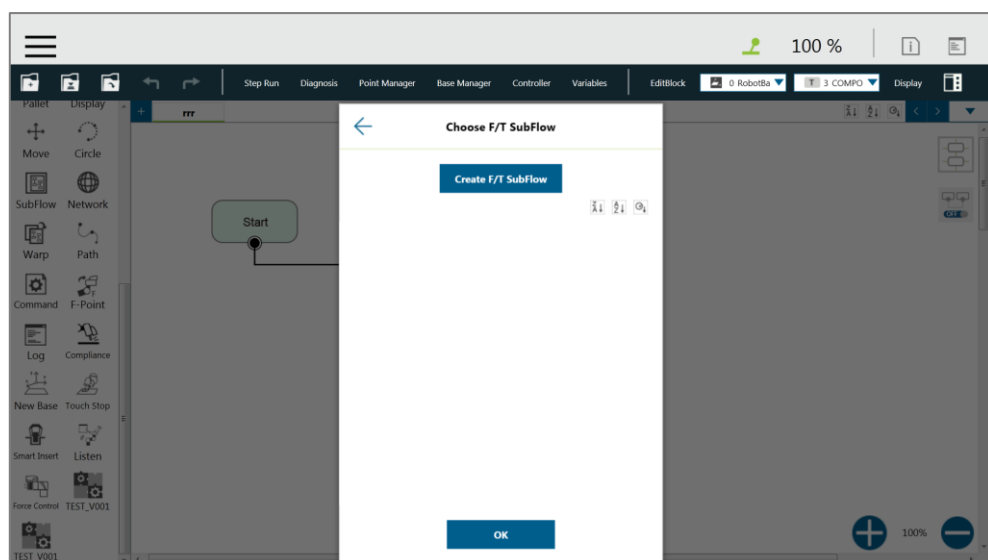 100 %
Step Run Diagnosis Point Manager Base Manager Controller Variables EditBlock 0 RobotBa T 3 COMPO Display
Pallet Display
rrr
Choose F/T SubFlow
Move Circle
Create F/T SubFlow
SubFlow Network
Start
Warp Path
Command F-Point
OFF
Log Compliance
New Base Touch Stop
Smart Insert Listen
Force Control TEST_V001
OK
100%
TEST_V001